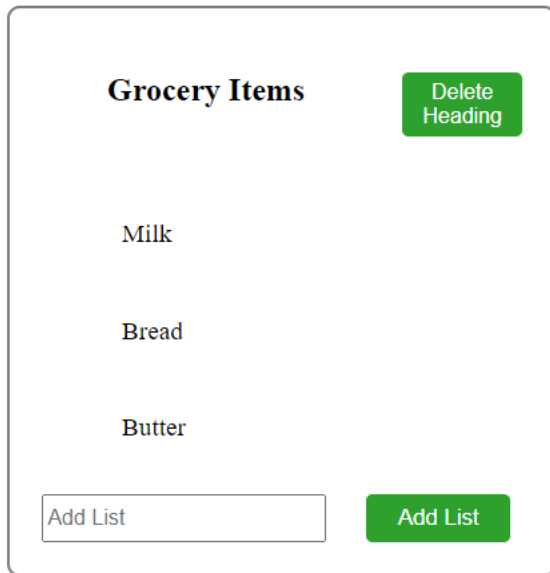 Grocery Items
Delete
Heading
Milk
Bread
Butter
Add List
Add List